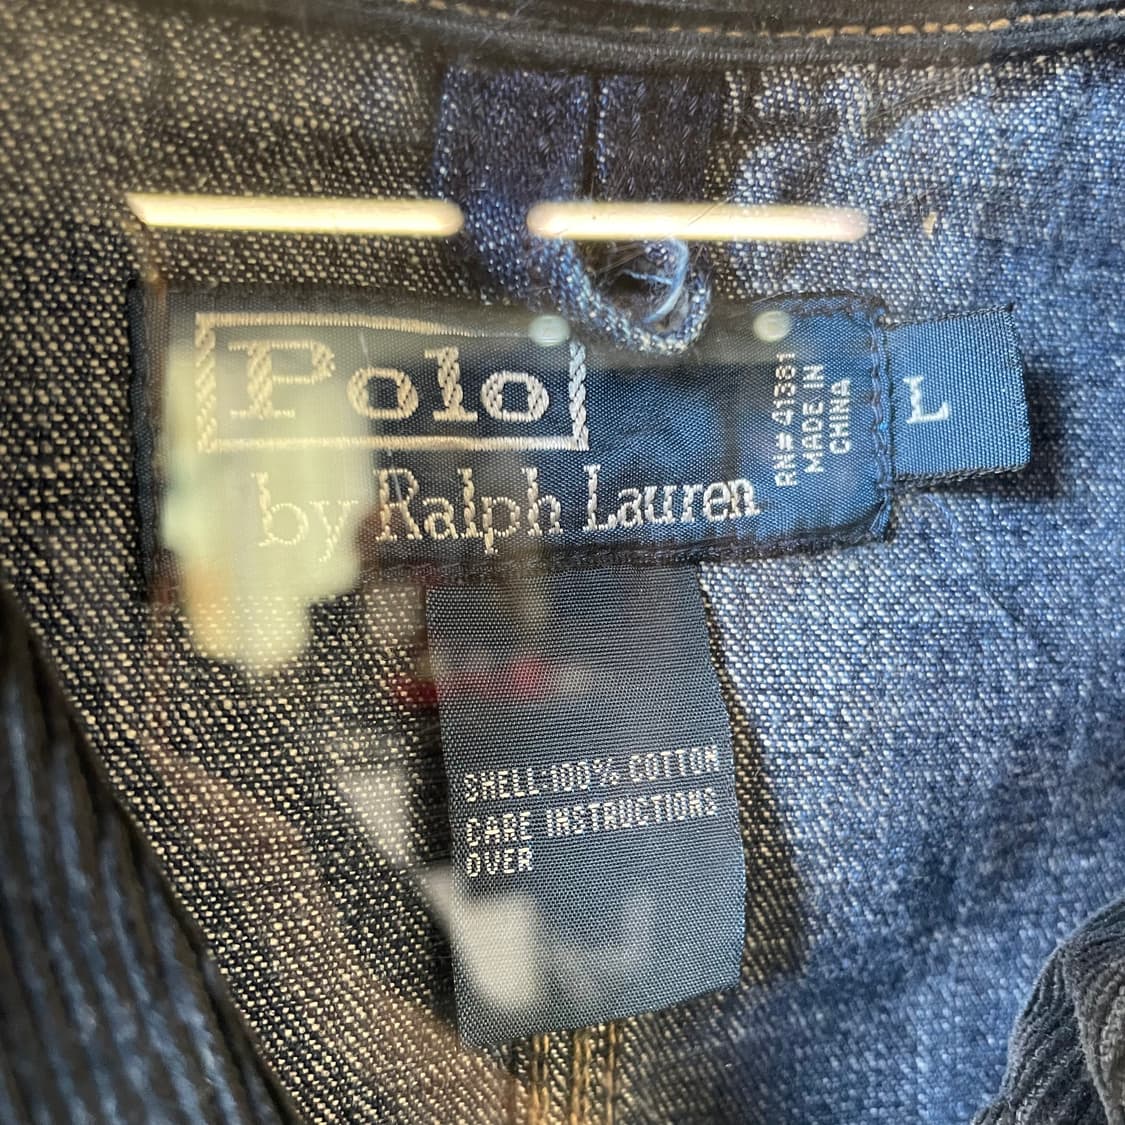 Polo
by Ralph Lauren
RN# 41381
MADE IN
CHINA
L
SHELL:100% COTTON
CARE INSTRUCTIONS
OVER